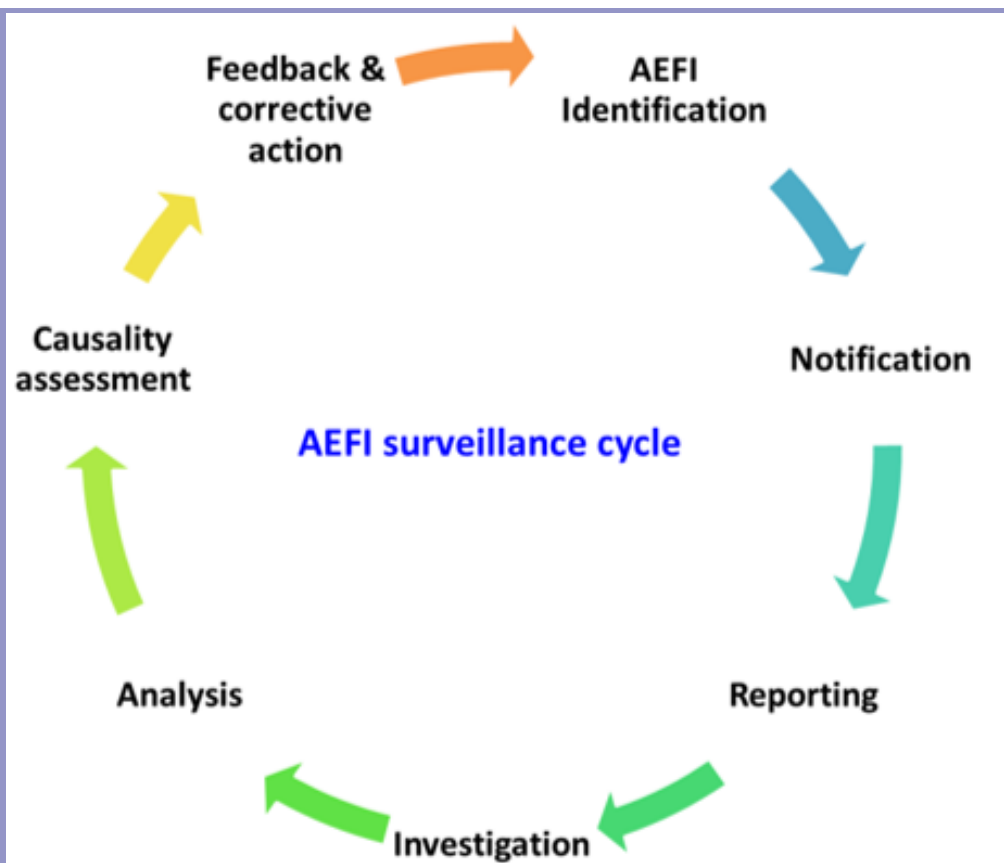 AEFI
Identification
Notification
Reporting
Investigation
Analysis
Causality
assessment
Feedback &
corrective
action
AEFI surveillance cycle